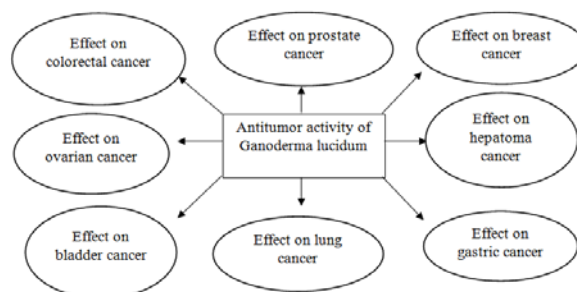 Effect on
colorectal cancer
Effect on prostate
cancer
Effect on breast
cancer
Effect on
ovarian cancer
Antitumor activity of
Ganoderma lucidum
Effect on
hepatoma
cancer
Effect on
bladder cancer
Effect on lung
cancer
Effect on
gastric cancer